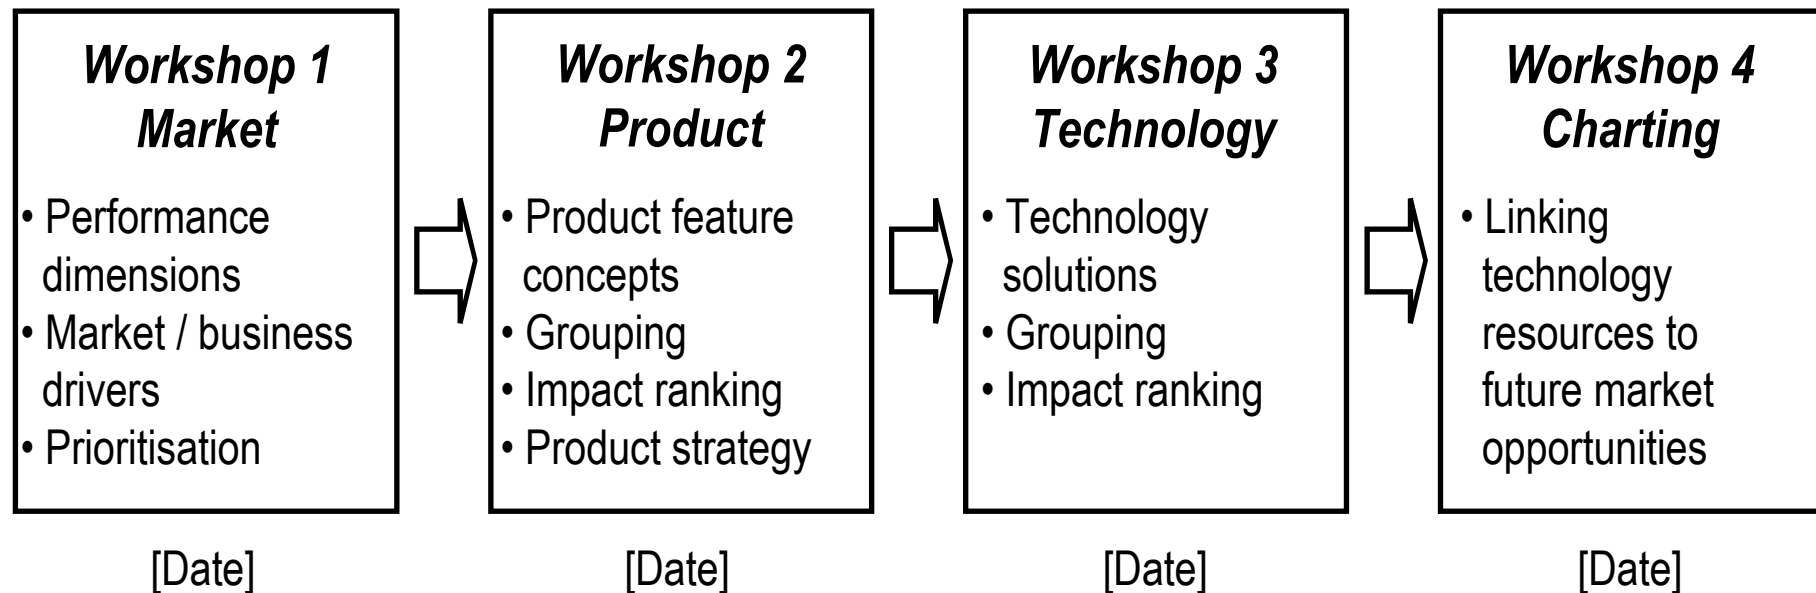 Workshop 1
Market
• Performance
dimensions
• Market / business
drivers
• Prioritisation
[Date]
Workshop 2
Product
• Product feature
concepts
• Grouping
• Impact ranking
• Product strategy
[Date]
Workshop 3
Technology
• Technology
solutions
• Grouping
• Impact ranking
[Date]
Workshop 4
Charting
• Linking
technology
resources to
future market
opportunities
[Date]